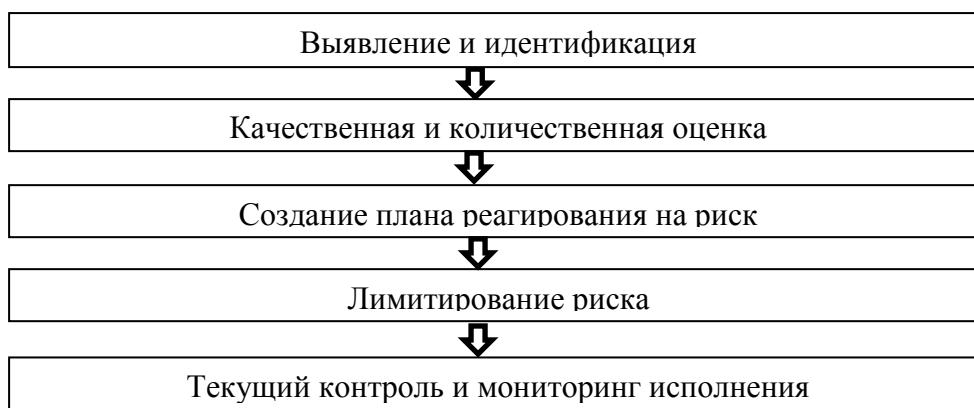 Выявление и идентификация
Качественная и количественная оценка
Создание плана реагирования на риск
Лимитирование риска
Текущий контроль и мониторинг исполнения